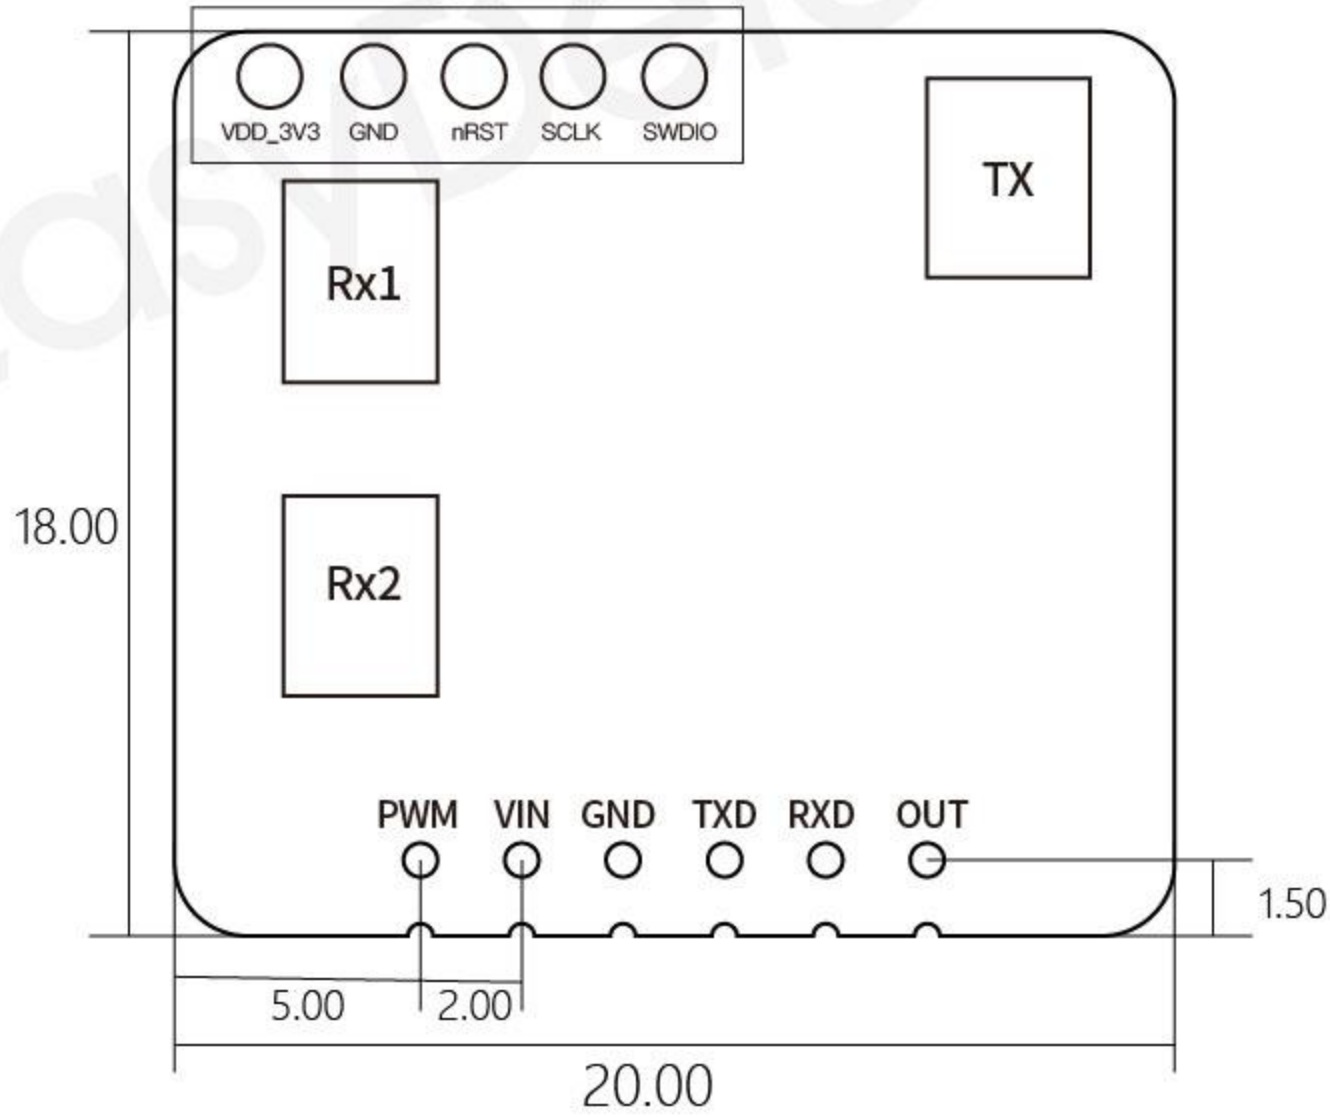 VDD_3V3 GND nRST SCLK SWDIO
TX
Rx1
18.00
Rx2
PWM VIN GND TXD RXD OUT
1.50
5.00 2.00
20.00